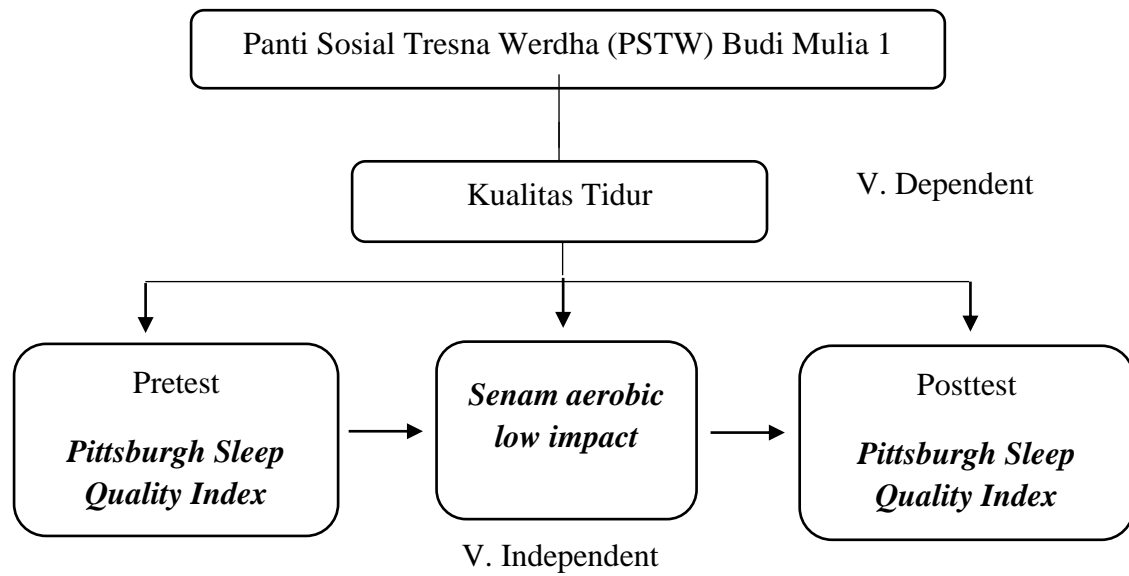 Panti Sosial Tresna Werdha (PSTW) Budi Mulia 1
Kualitas Tidur
V. Dependent
Pretest
Pittsburgh Sleep
Quality Index
Senam aerobic
low impact
Posttest
Pittsburgh Sleep
Quality Index
V. Independent